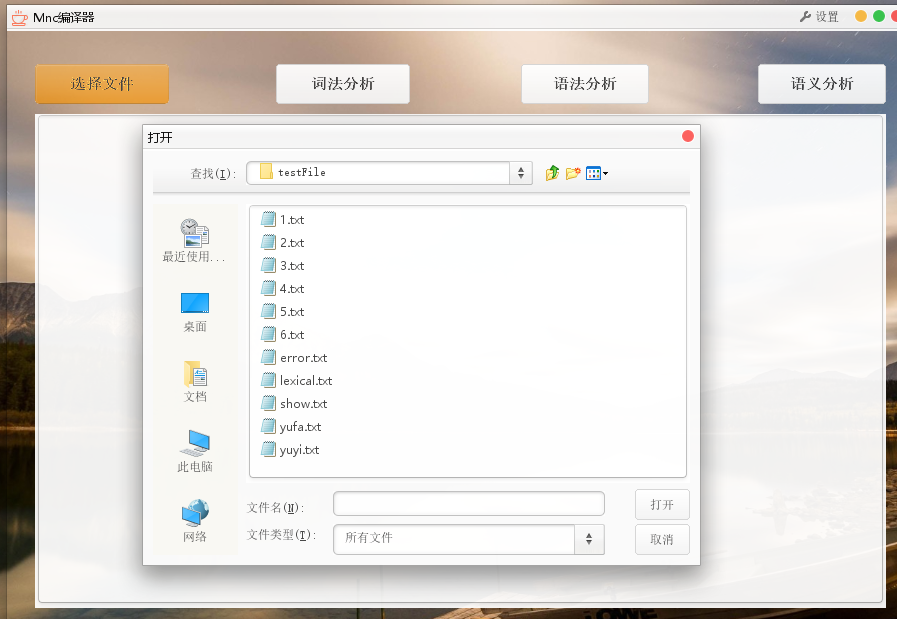 Mnc编译器
设置
选择文件
词法分析
语法分析
语义分析
打开
查找(I):
testFile
最近使用...
桌面
文档
此电脑
网络
1.txt
2.txt
3.txt
4.txt
5.txt
6.txt
error.txt
lexical.txt
show.txt
yufa.txt
yuyi.txt
文件名(N):
打开
文件类型(T):
所有文件
取消